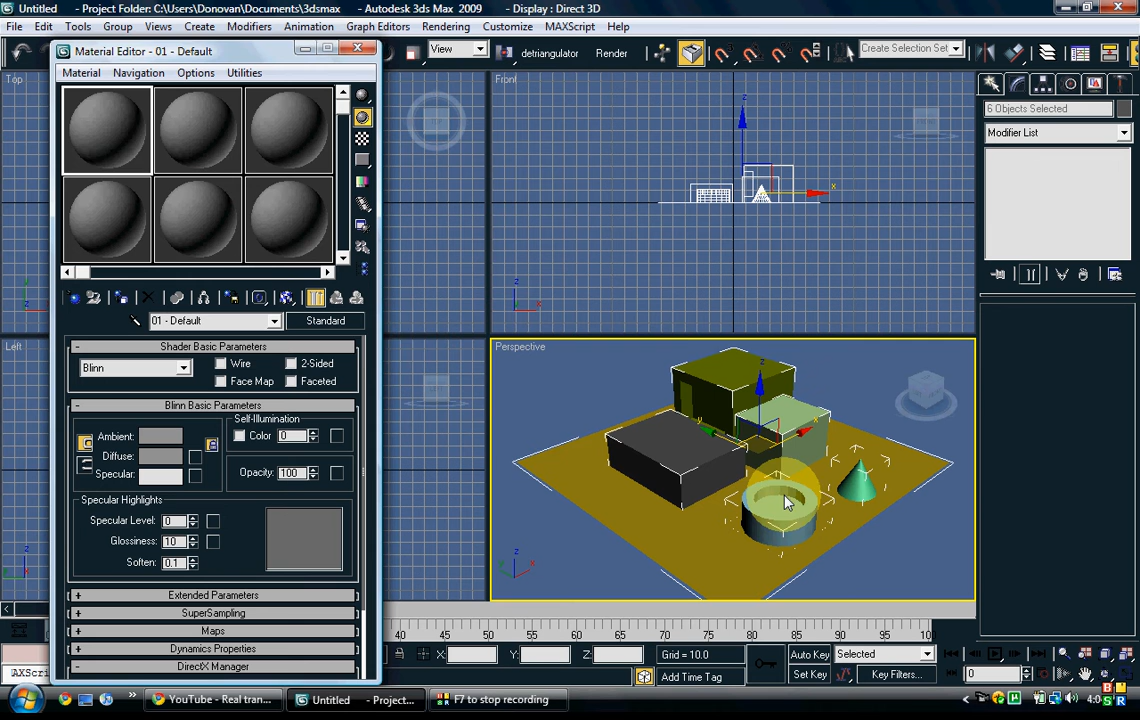 Untitled - Project Folder: C:\Users\Donovan\Documents\3dsmax - Autodesk 3ds Max 2009 - Display : Direct 3D
File Edit Tools Group Views Create Modifiers Animation Graph Editors Rendering Customize MAXScript Help
Material Editor - 01 - Default
View
detriangulator
Render
Create Selection Set
Material Navigation Options Utilities
Top
Front
6 Objects Selected
Modifier List
z
x
z
x
01 - Default
Standard
Shader Basic Parameters
Blinn
Wire
2-Sided
Face Map
Faceted
Blinn Basic Parameters
Self-Illumination
Ambient:
Color 0
Diffuse:
Specular:
Opacity: 100
Specular Highlights
Specular Level: 0
Glossiness: 10
Soften: 0.1
Extended Parameters
SuperSampling
Maps
Dynamics Properties
DirectX Manager
Left
Perspective
z
y
x
z
x
40 45 50 55 60 65 70 75 80 85 90 95 10
X:
Y:
Z:
Grid = 10.0
Add Time Tag
Auto Key
Selected
Set Key
Key Filters...
0
AXScri
YouTube - Real tran...
Untitled - Project...
F7 to stop recording